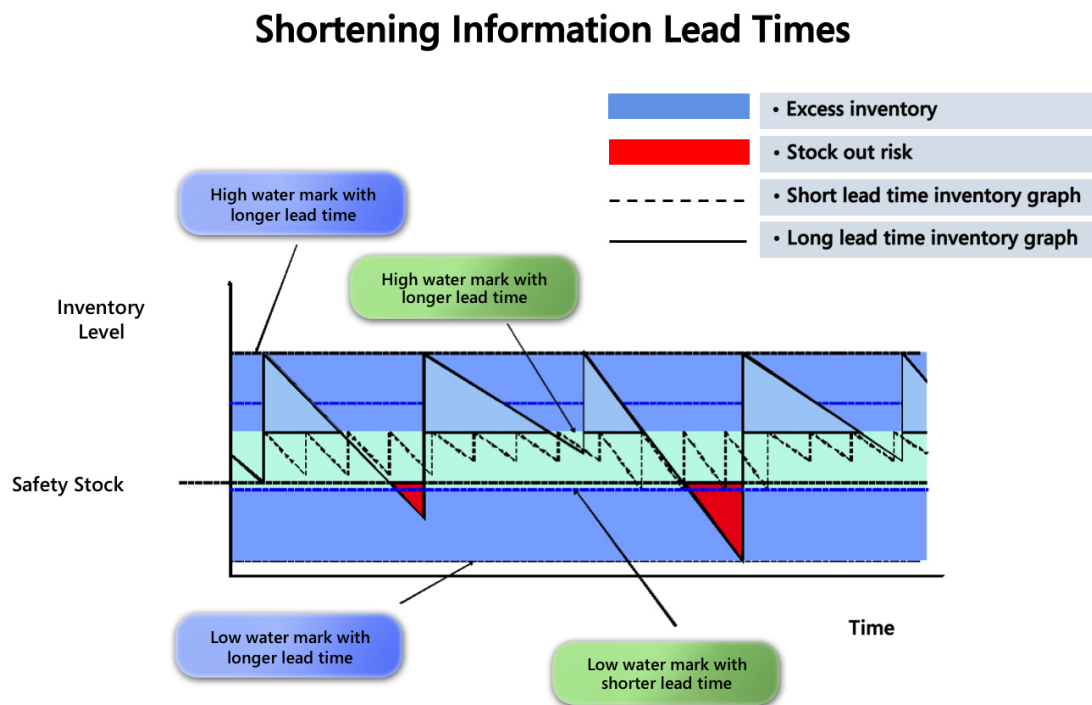 Shortening Information Lead Times
• Excess inventory
• Stock out risk
• Short lead time inventory graph
• Long lead time inventory graph
High water mark with
longer lead time
High water mark with
longer lead time
Inventory
Level
Safety Stock
Low water mark with
longer lead time
Low water mark with
shorter lead time
Time